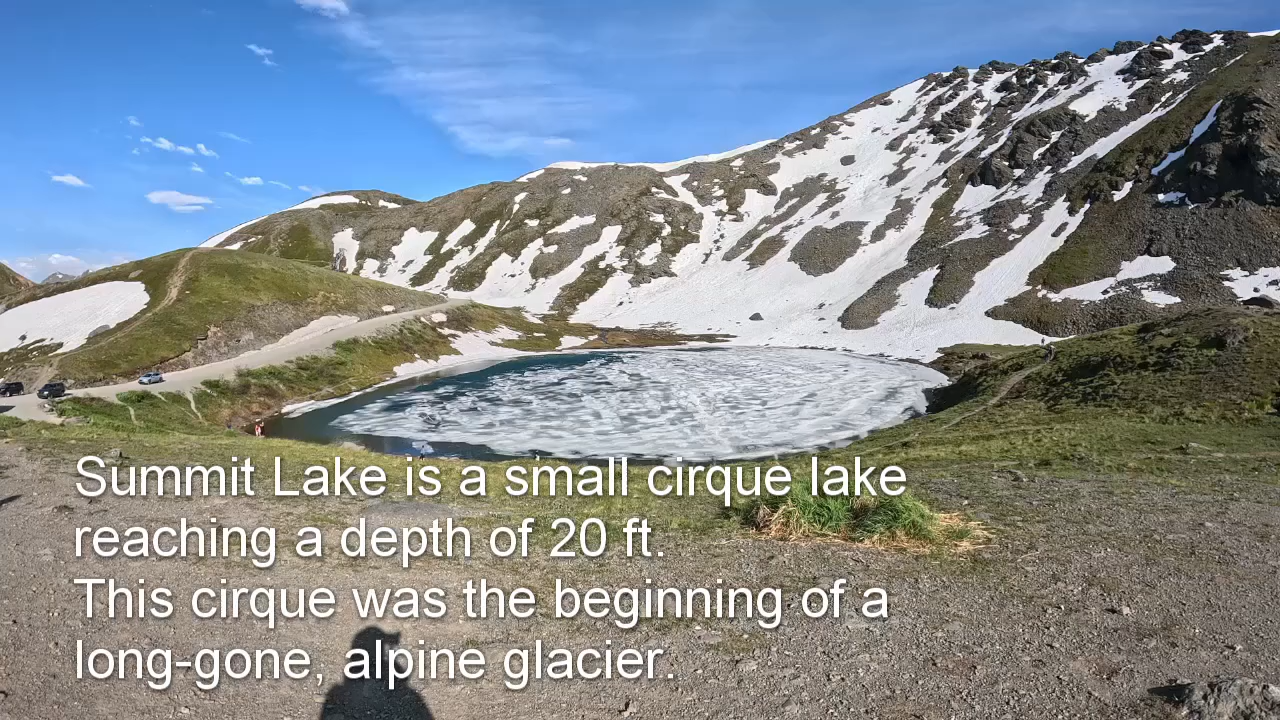 Summit Lake is a small cirque lake
reaching a depth of 20 ft.
This cirque was the beginning of a
long-gone, alpine glacier.